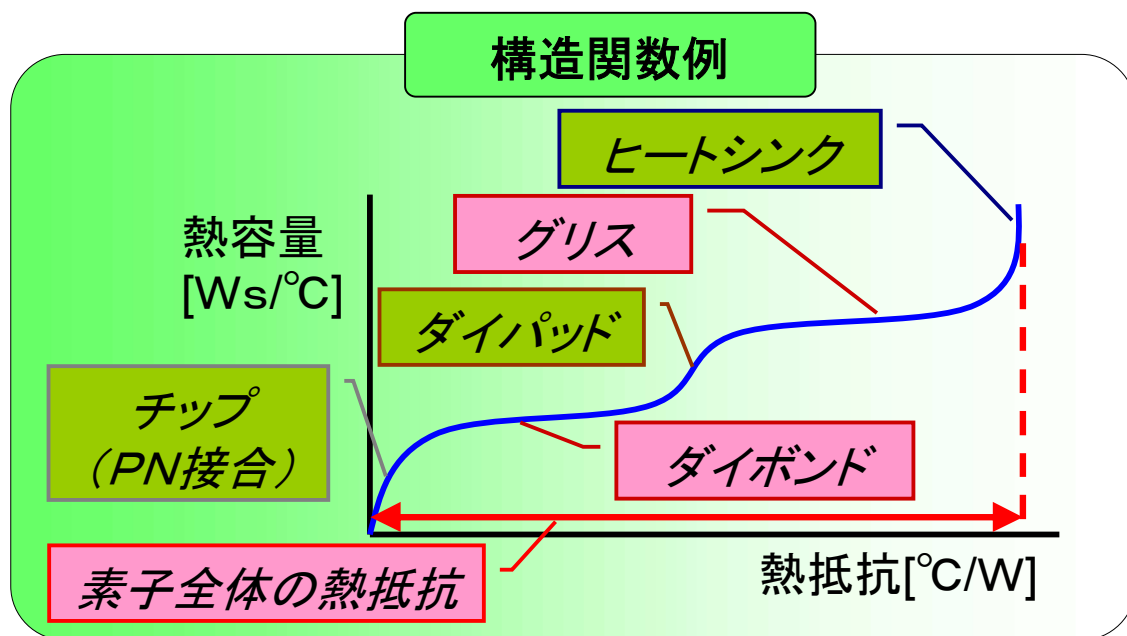 構造関数例
ヒートシンク
熱容量
[Ws/℃]
グリス
ダイパッド
チップ
（PN接合）
ダイボンド
素子全体の熱抵抗
熱抵抗[℃/W]